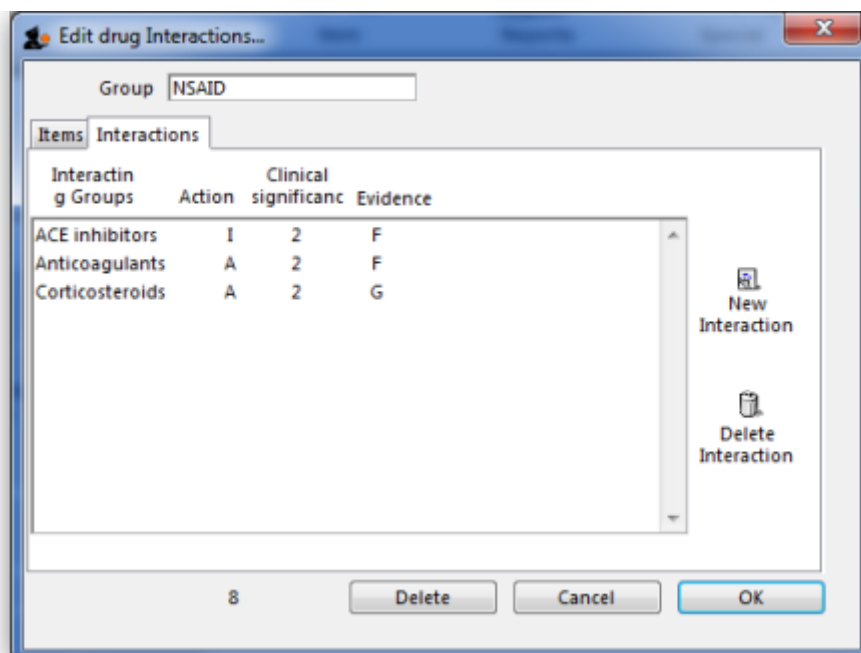 Edit drug Interactions...
Group NSAID
Items Interactions
Interactin Clinical
g Groups Action significanc Evidence
ACE inhibitors I 2 F
Anticoagulants A 2 F
Corticosteroids A 2 G
New
Interaction
Delete
Interaction
8 Delete Cancel OK